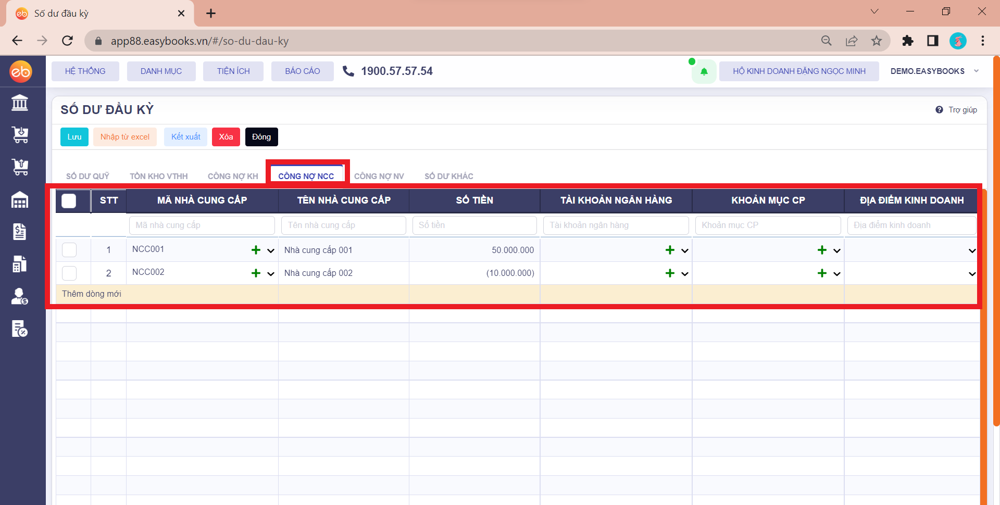 Số dư đầu kỳ
app88.easybooks.vn/#/so-du-dau-ky
eb
HỆ THỐNG DANH MỤC TIỆN ÍCH BÁO CÁO 1900.57.57.54 HỘ KINH DOANH ĐẶNG NGỌC MINH DEMO.EASYBOOKS
SỐ DƯ ĐẦU KỲ
Trợ giúp
Lưu Nhập từ excel Kết xuất Xóa Đóng
SỐ DƯ QUỸ TỒN KHO VTHH CÔNG NỢ KH CÔNG NỢ NCC CÔNG NỢ NV SỐ DƯ KHÁC
STT MÃ NHÀ CUNG CẤP TÊN NHÀ CUNG CẤP SỐ TIỀN TÀI KHOẢN NGÂN HÀNG KHOẢN MỤC CP ĐỊA ĐIỂM KINH DOANH
Mã nhà cung cấp Tên nhà cung cấp Số tiền Tài khoản ngân hàng Khoản mục CP Địa điểm kinh doanh
1 NCC001 Nhà cung cấp 001 50.000.000
2 NCC002 Nhà cung cấp 002 (10.000.000)
Thêm dòng mới